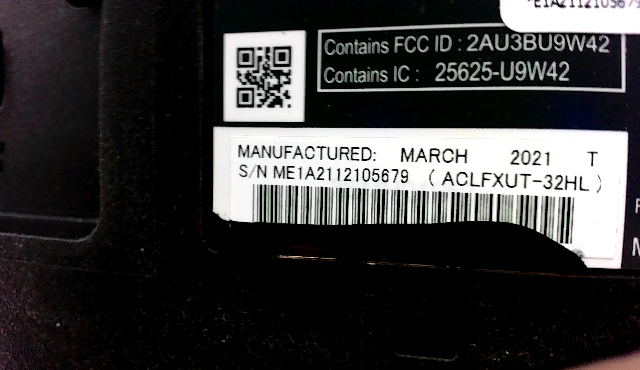 Contains FCC ID : 2AU3BU9W42
Contains IC : 25625-U9W42
MANUFACTURED: MARCH 2021 T
S/N ME1A2112105679 ( ACLFXUT-32HL )